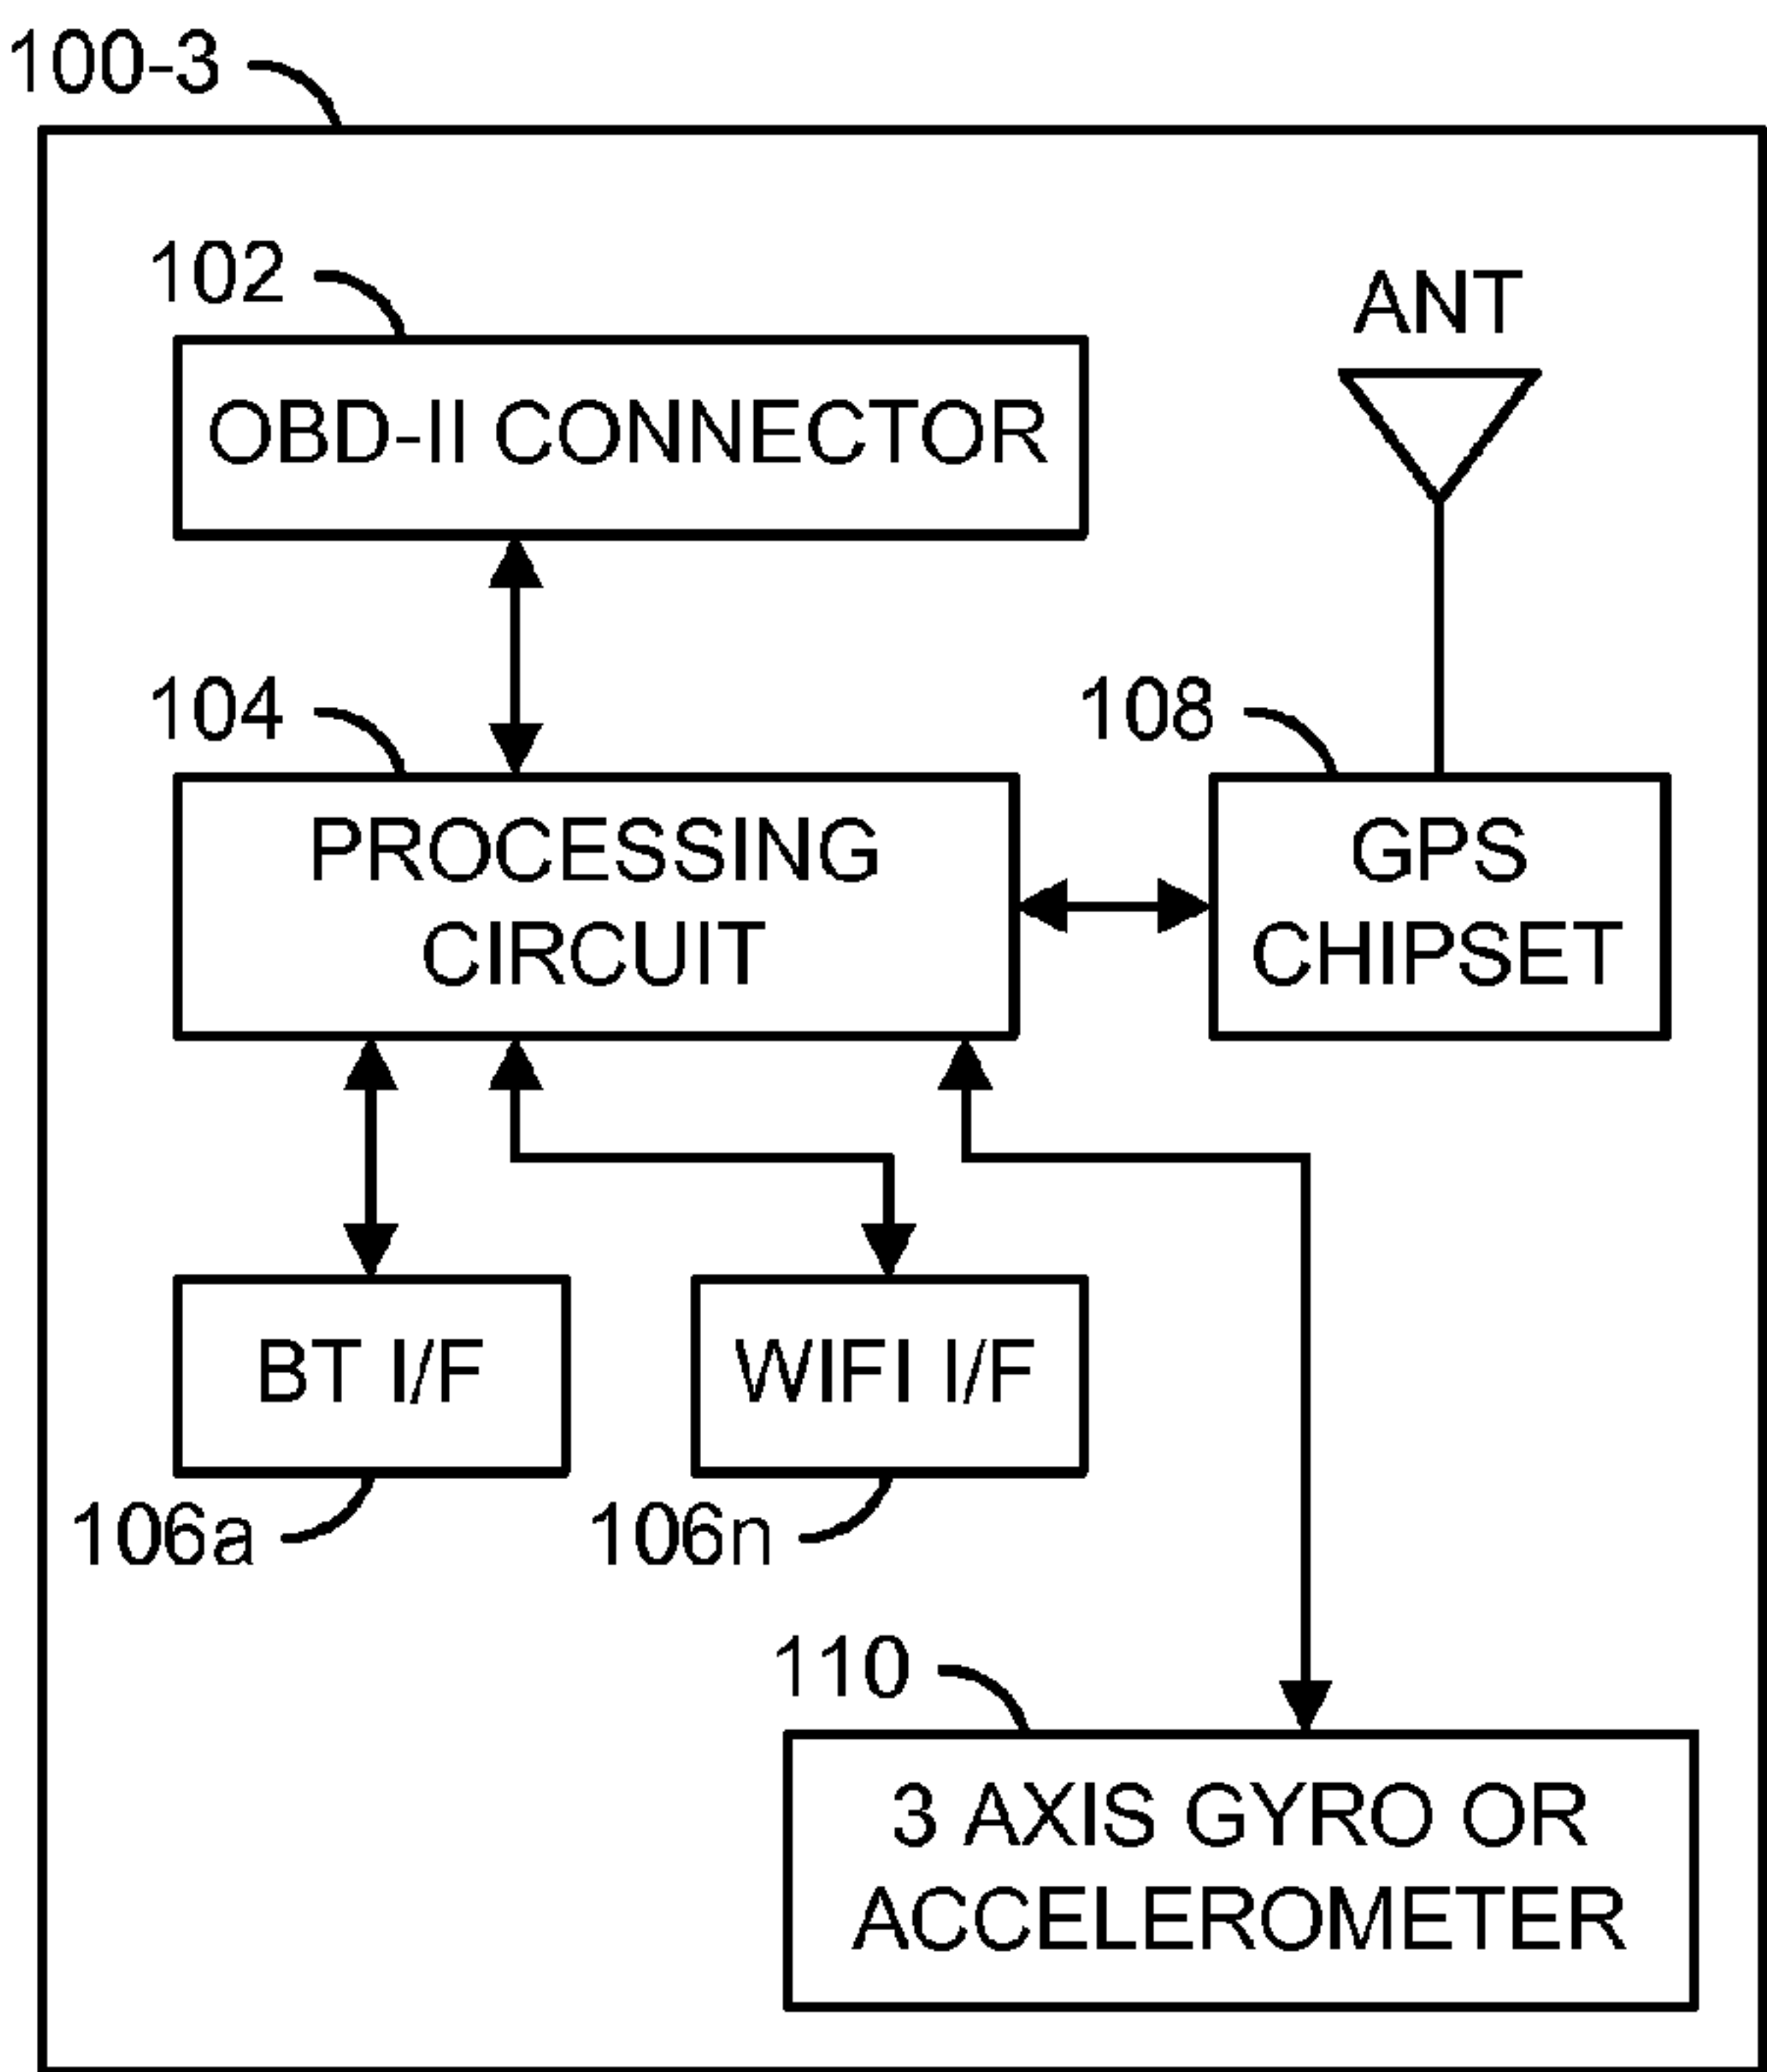 100-3
102
ANT
OBD-II CONNECTOR
104
108
PROCESSING
CIRCUIT
GPS
CHIPSET
BT I/F
WIFI I/F
106a
106n
110
3 AXIS GYRO OR
ACCELEROMETER